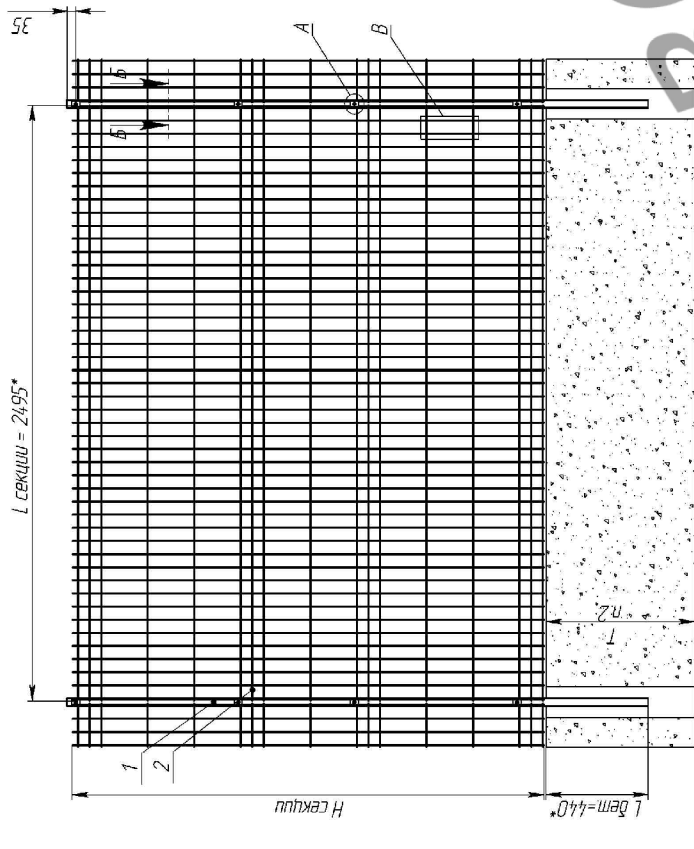 35
L секции = 2495*
Б
Б
А
В
1
2
Н секции
L бет.=440*
Т
п.2